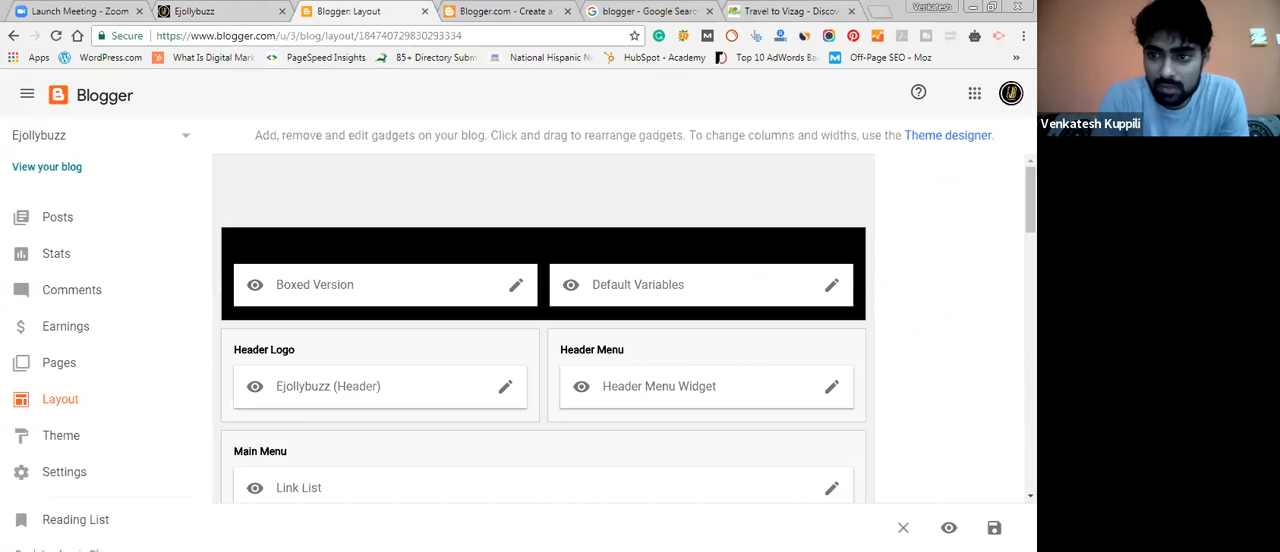 Launch Meeting - Zoom
Ejollybuzz
Blogger: Layout
Blogger.com - Create a
blogger - Google Searc
Travel to Vizag - Discov
Venkatesh
Secure
https://www.blogger.com/u/3/blog/layout/1847407298302933​34
Apps
WordPress.com
What Is Digital Mark
PageSpeed Insights
85+ Directory Subm
National Hispanic Ne
HubSpot - Academy
Top 10 AdWords Ba
Off-Page SEO - Moz
Blogger
Venkatesh Kuppili
Ejollybuzz
Add, remove and edit gadgets on your blog. Click and drag to rearrange gadgets. To change columns and widths, use the Theme designer.
View your blog
Posts
Stats
Comments
Earnings
Pages
Layout
Theme
Settings
Reading List
Boxed Version
Default Variables
Header Logo
Header Menu
Ejollybuzz (Header)
Header Menu Widget
Main Menu
Link List